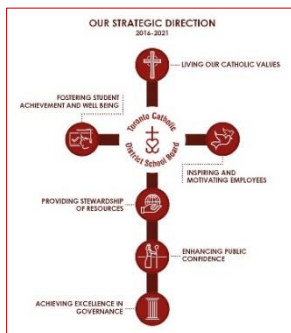 OUR STRATEGIC DIRECTION
2016-2021
LIVING OUR CATHOLIC VALUES
FOSTERING STUDENT
ACHIEVEMENT AND WELL BEING
Toronto Catholic
District School Board
INSPIRING AND
MOTIVATING EMPLOYEES
PROVIDING STEWARDSHIP
OF RESOURCES
ENHANCING PUBLIC
CONFIDENCE
ACHIEVING EXCELLENCE IN
GOVERNANCE